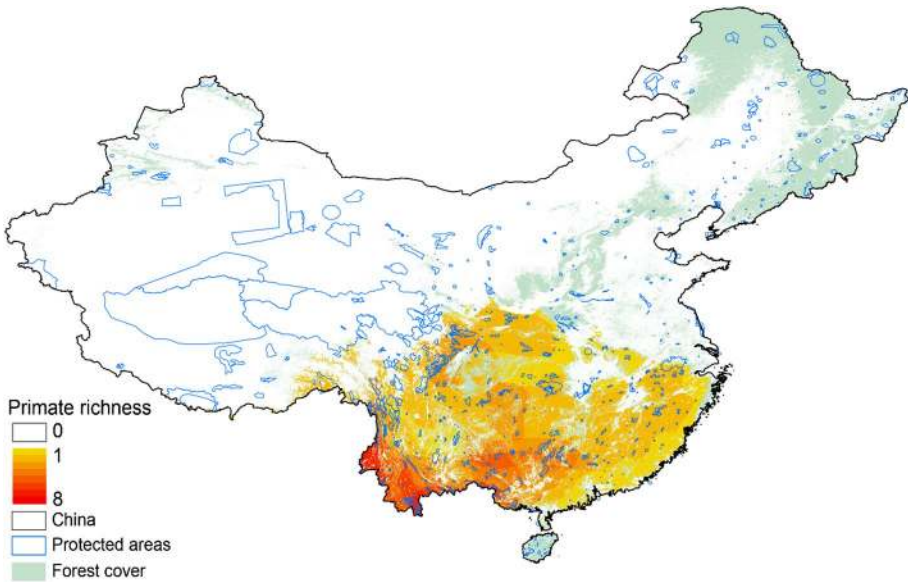 Primate richness
0
1
8
China
Protected areas
Forest cover